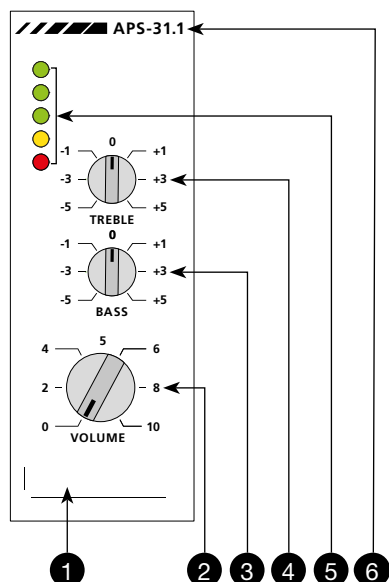 APS-31.1
0
-1 +1
-3 +3
-5 +5
TREBLE
0
-1 +1
-3 +3
-5 +5
BASS
5
4 6
2 8
0 10
VOLUME
1 2 3 4 5 6